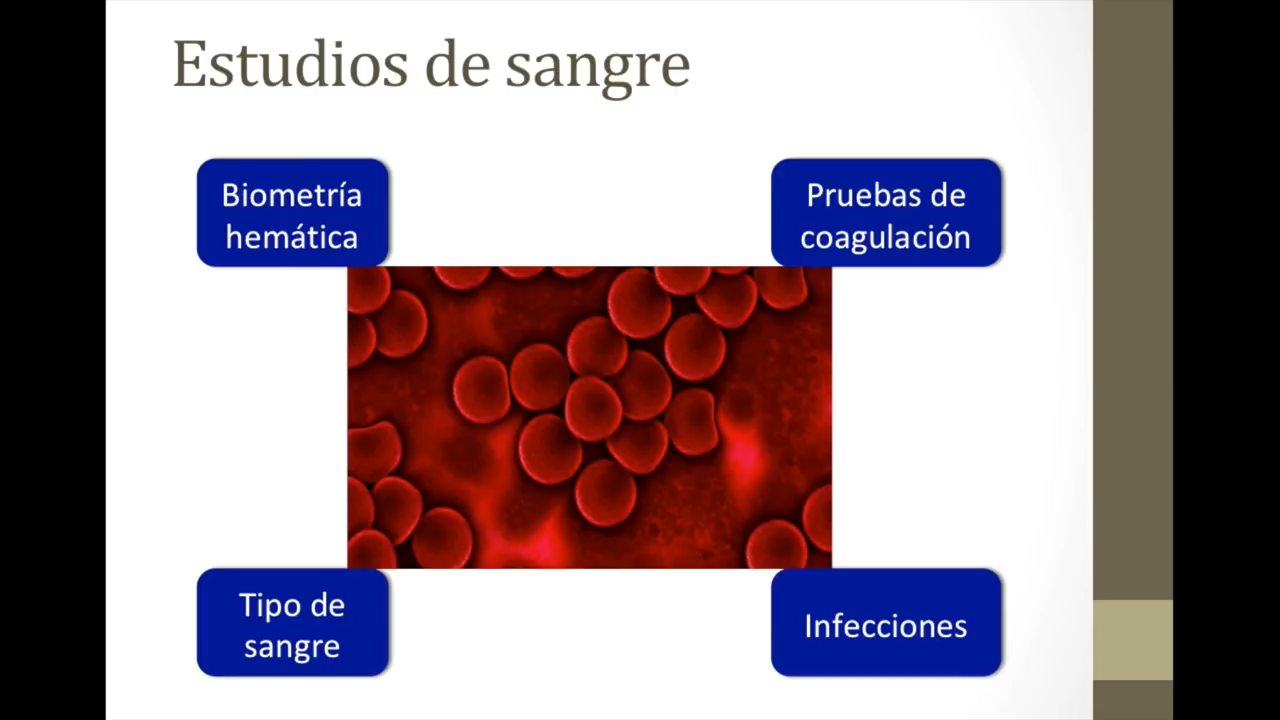 Estudios de sangre
Biometría
hemática
Pruebas de
coagulación
Tipo de
sangre
Infecciones